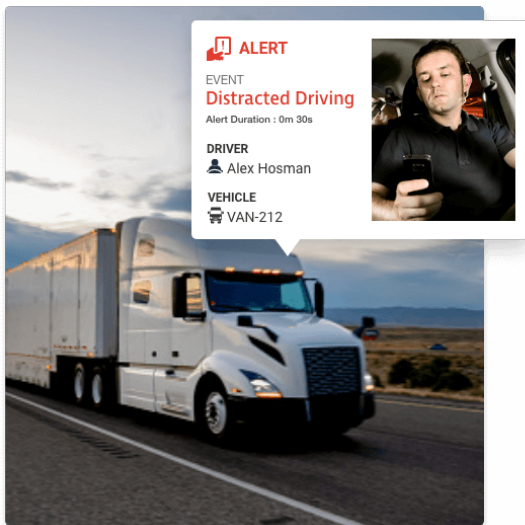 ALERT
EVENT
Distracted Driving
Alert Duration : 0m 30s
DRIVER
Alex Hosman
VEHICLE
VAN-212